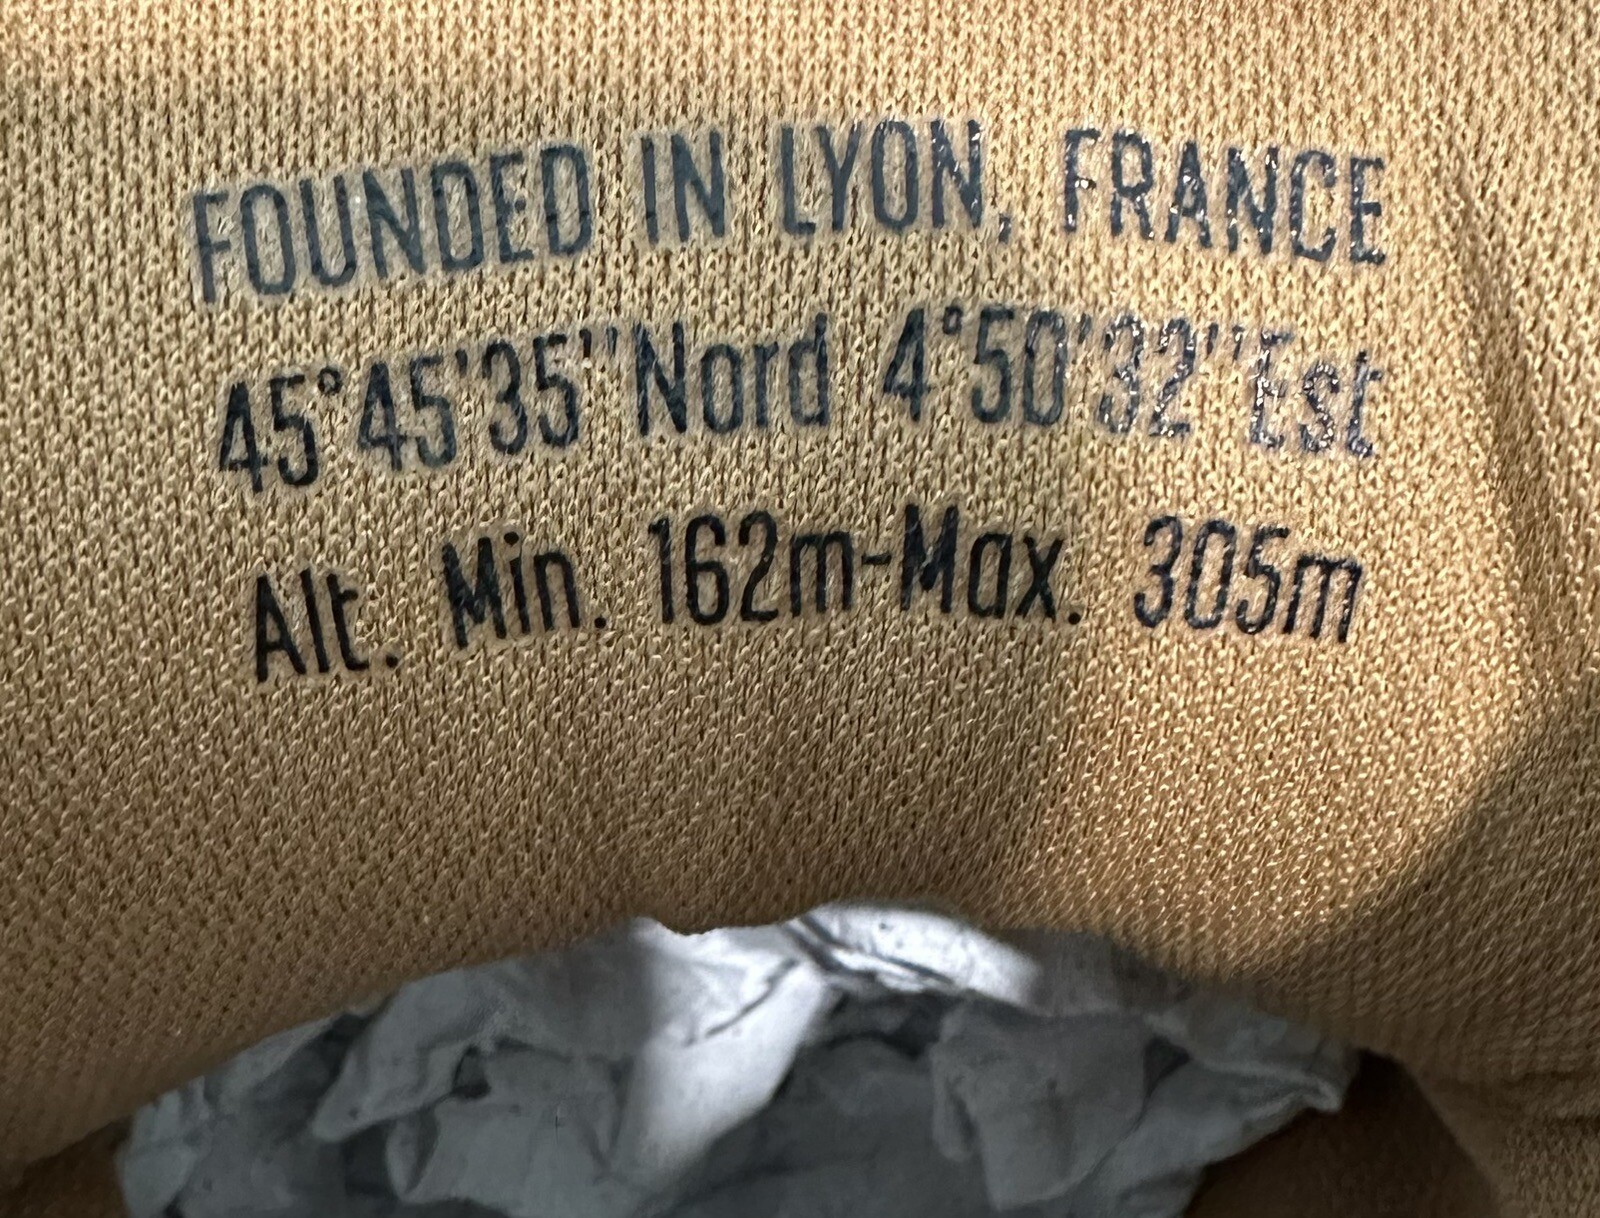 FOUNDED IN LYON, FRANCE
45°45'35"Nord 4°50'32"Est
Alt. Min. 162m-Max. 305m